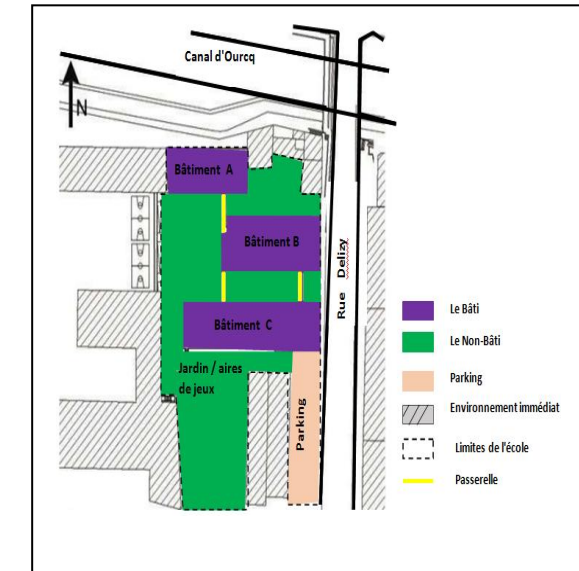 Canal d'Ourcq
N
Bâtiment A
Bâtiment B
Rue Delizy
Bâtiment C
Jardin / aires
de jeux
Parking
Le Bâti
Le Non-Bâti
Parking
Environnement immédiat
Limites de l'école
Passerelle